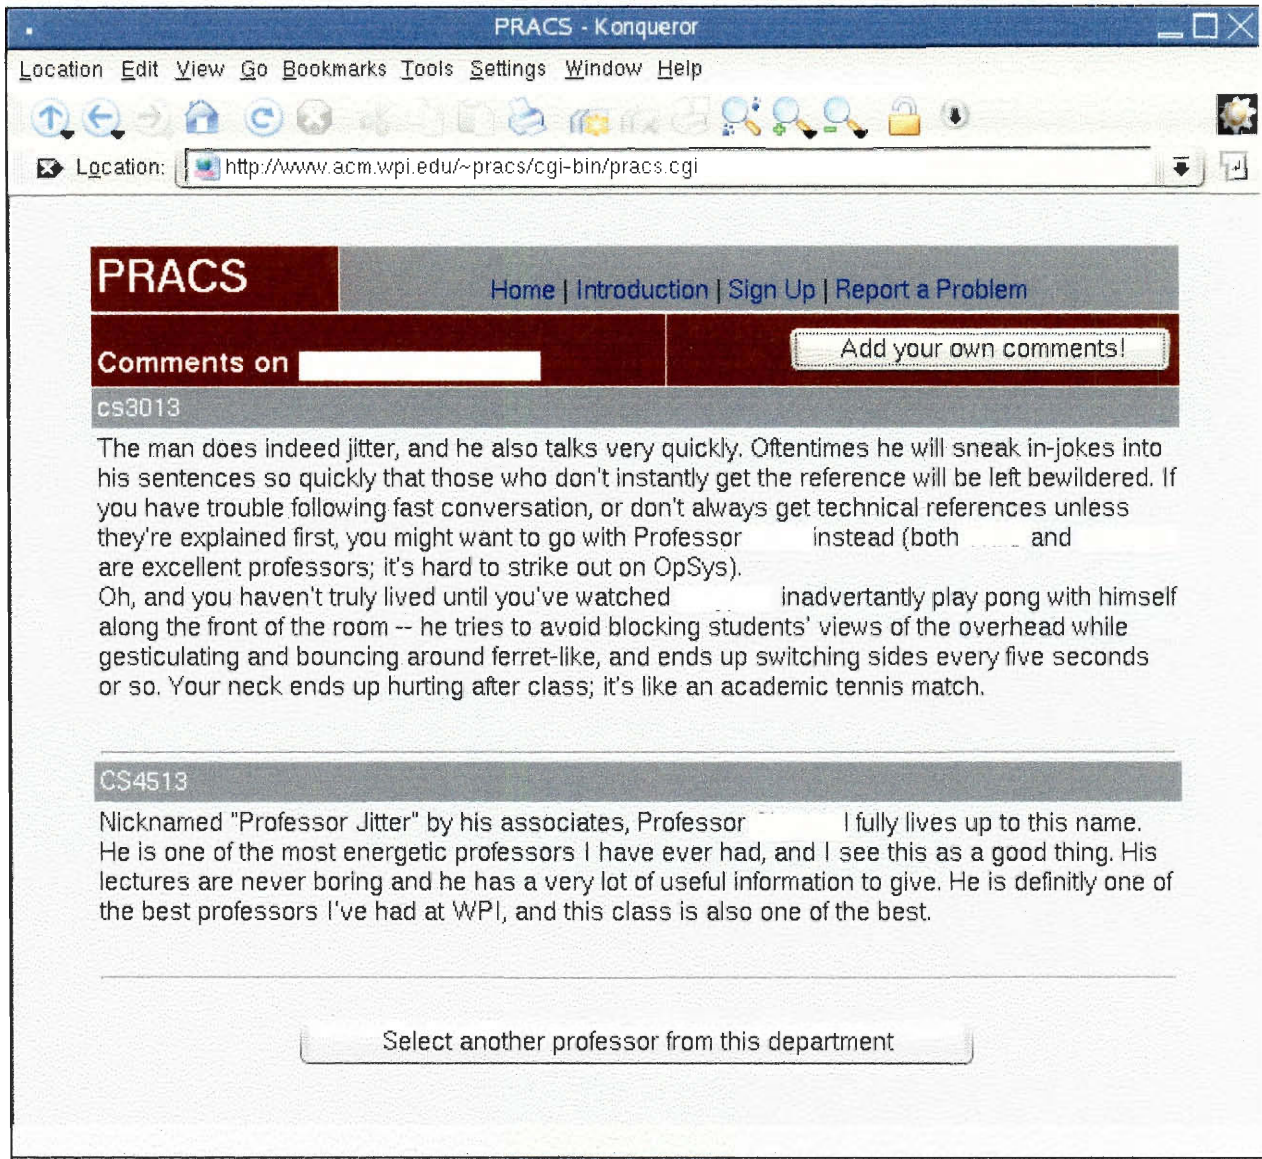 PRACS - Konqueror
Location Edit View Go Bookmarks Tools Settings Window Help
Location: http://www.acm.wpi.edu/~pracs/cgi-bin/pracs.cgi
PRACS
Home | Introduction | Sign Up | Report a Problem
Comments on
Add your own comments!
cs3013
The man does indeed jitter, and he also talks very quickly. Oftentimes he will sneak in-jokes into
his sentences so quickly that those who don't instantly get the reference will be left bewildered. If
you have trouble following fast conversation, or don't always get technical references unless
they're explained first, you might want to go with Professor instead (both and
are excellent professors; it's hard to strike out on OpSys).
Oh, and you haven't truly lived until you've watched inadvertantly play pong with himself
along the front of the room -- he tries to avoid blocking students' views of the overhead while
gesticulating and bouncing around ferret-like, and ends up switching sides every five seconds
or so. Your neck ends up hurting after class; it's like an academic tennis match.
CS4513
Nicknamed "Professor Jitter" by his associates, Professor l fully lives up to this name.
He is one of the most energetic professors I have ever had, and I see this as a good thing. His
lectures are never boring and he has a very lot of useful information to give. He is definitly one of
the best professors I've had at WPI, and this class is also one of the best.
Select another professor from this department